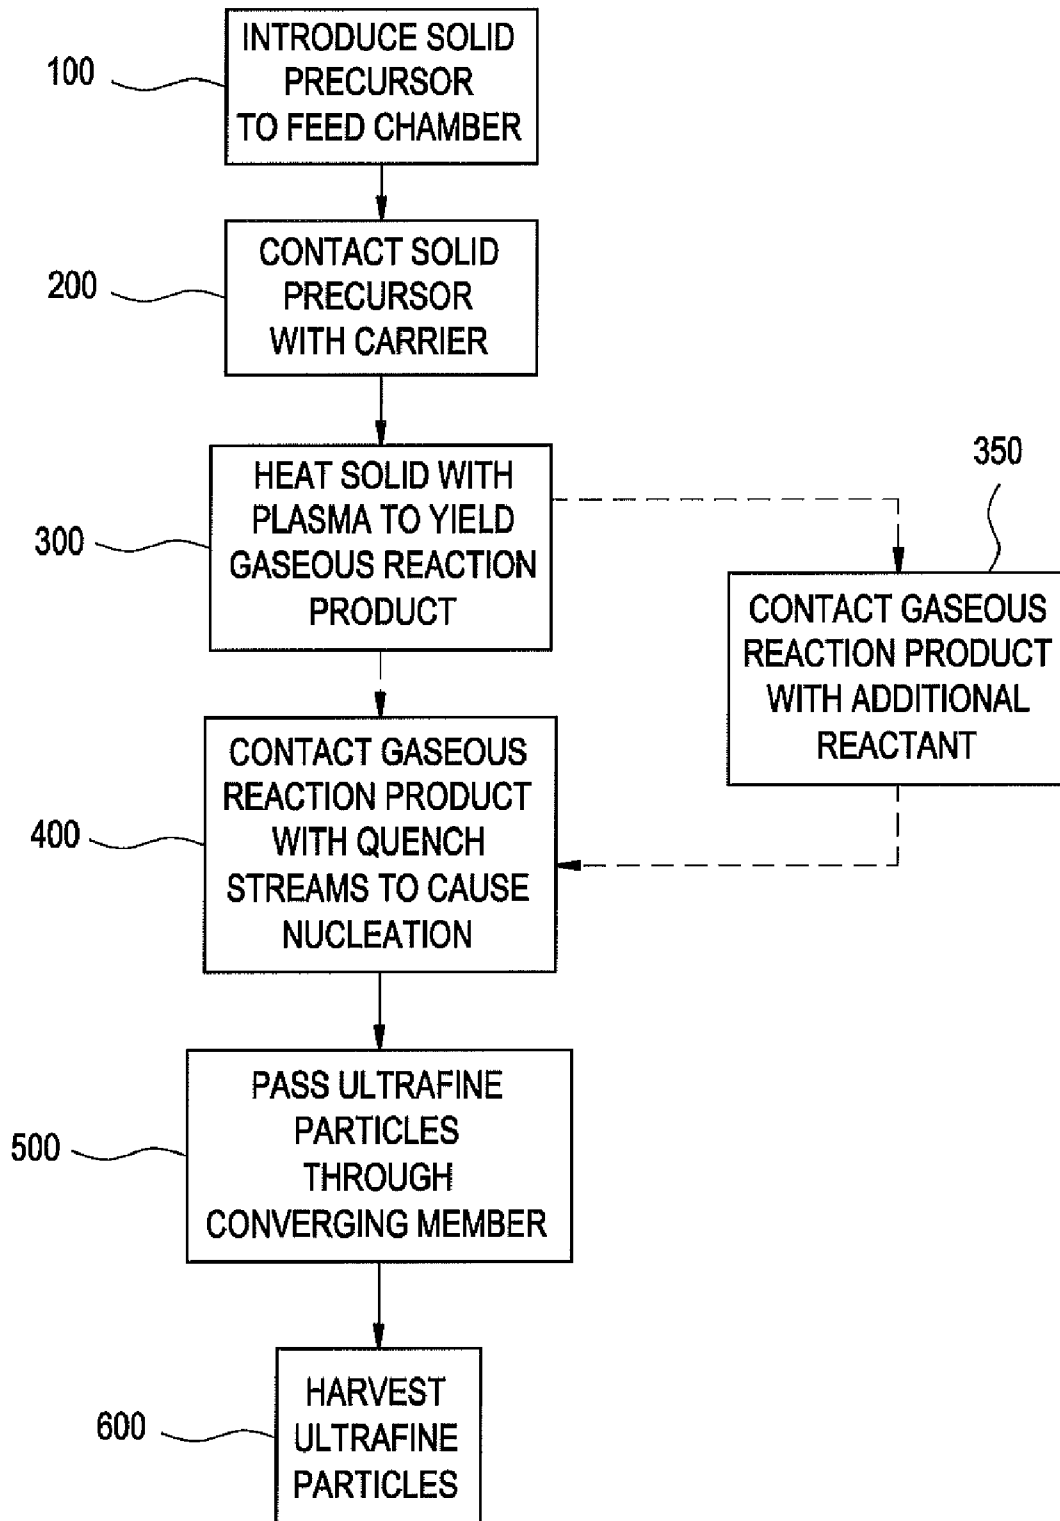 INTRODUCE SOLID
PRECURSOR
TO FEED CHAMBER
100
CONTACT SOLID
PRECURSOR
WITH CARRIER
200
HEAT SOLID WITH
PLASMA TO YIELD
GASEOUS REACTION
PRODUCT
300
350
CONTACT GASEOUS
REACTION PRODUCT
WITH ADDITIONAL
REACTANT
CONTACT GASEOUS
REACTION PRODUCT
WITH QUENCH
STREAMS TO CAUSE
NUCLEATION
400
PASS ULTRAFINE
PARTICLES
THROUGH
CONVERGING MEMBER
500
HARVEST
ULTRAFINE
PARTICLES
600